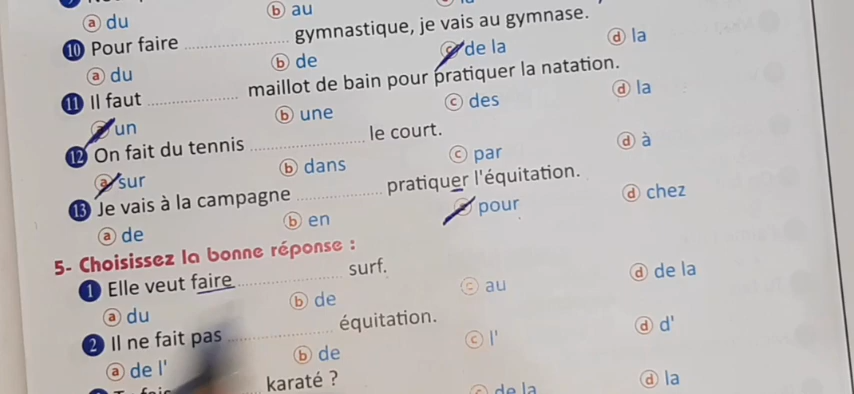 ⓐ du ⓑ au
10 Pour faire .................... gymnastique, je vais au gymnase.
ⓐ du ⓑ de ⓒ de la ⓓ la
11 Il faut .................... maillot de bain pour pratiquer la natation.
ⓐ un ⓑ une ⓒ des ⓓ la
12 On fait du tennis .................... le court.
ⓐ sur ⓑ dans ⓒ par ⓓ à
13 Je vais à la campagne .................... pratiquer l'équitation.
ⓐ de ⓑ en ⓒ pour ⓓ chez
5- Choisissez la bonne réponse :
1 Elle veut faire .................... surf.
ⓐ du ⓑ de ⓒ au ⓓ de la
2 Il ne fait pas .................... équitation.
ⓐ de l' ⓑ de ⓒ l' ⓓ d'
karaté ?
ⓒ de la ⓓ la